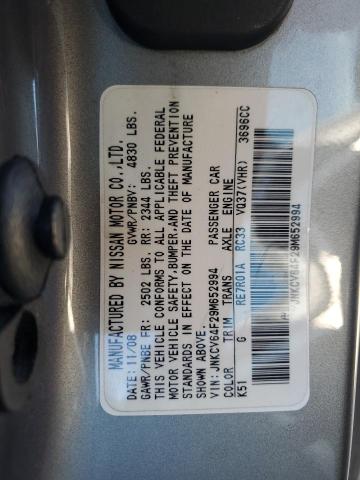 MANUFACTURED BY NISSAN MOTOR CO.,LTD.
DATE: 11/08 GVWR/PNBV: 4830 LBS.
GAWR/PNBE FR: 2502 LBS. RR: 2344 LBS.
THIS VEHICLE CONFORMS TO ALL APPLICABLE FEDERAL
MOTOR VEHICLE SAFETY,BUMPER,AND THEFT PREVENTION
STANDARDS IN EFFECT ON THE DATE OF MANUFACTURE
SHOWN ABOVE.
VIN: JNKCV64F29M652994 PASSENGER CAR
COLOR TRIM TRANS AXLE ENGINE
K51 G RE7R01A RC33 VQ37(VHR) 3696CC
*JNKCV64F29M652994